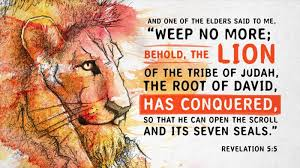 AND ONE OF THE ELDERS SAID TO ME,
"WEEP NO MORE;
BEHOLD, THE LION
OF THE TRIBE OF JUDAH,
THE ROOT OF DAVID,
HAS CONQUERED,
SO THAT HE CAN OPEN THE SCROLL
AND ITS SEVEN SEALS."
REVELATION 5:5